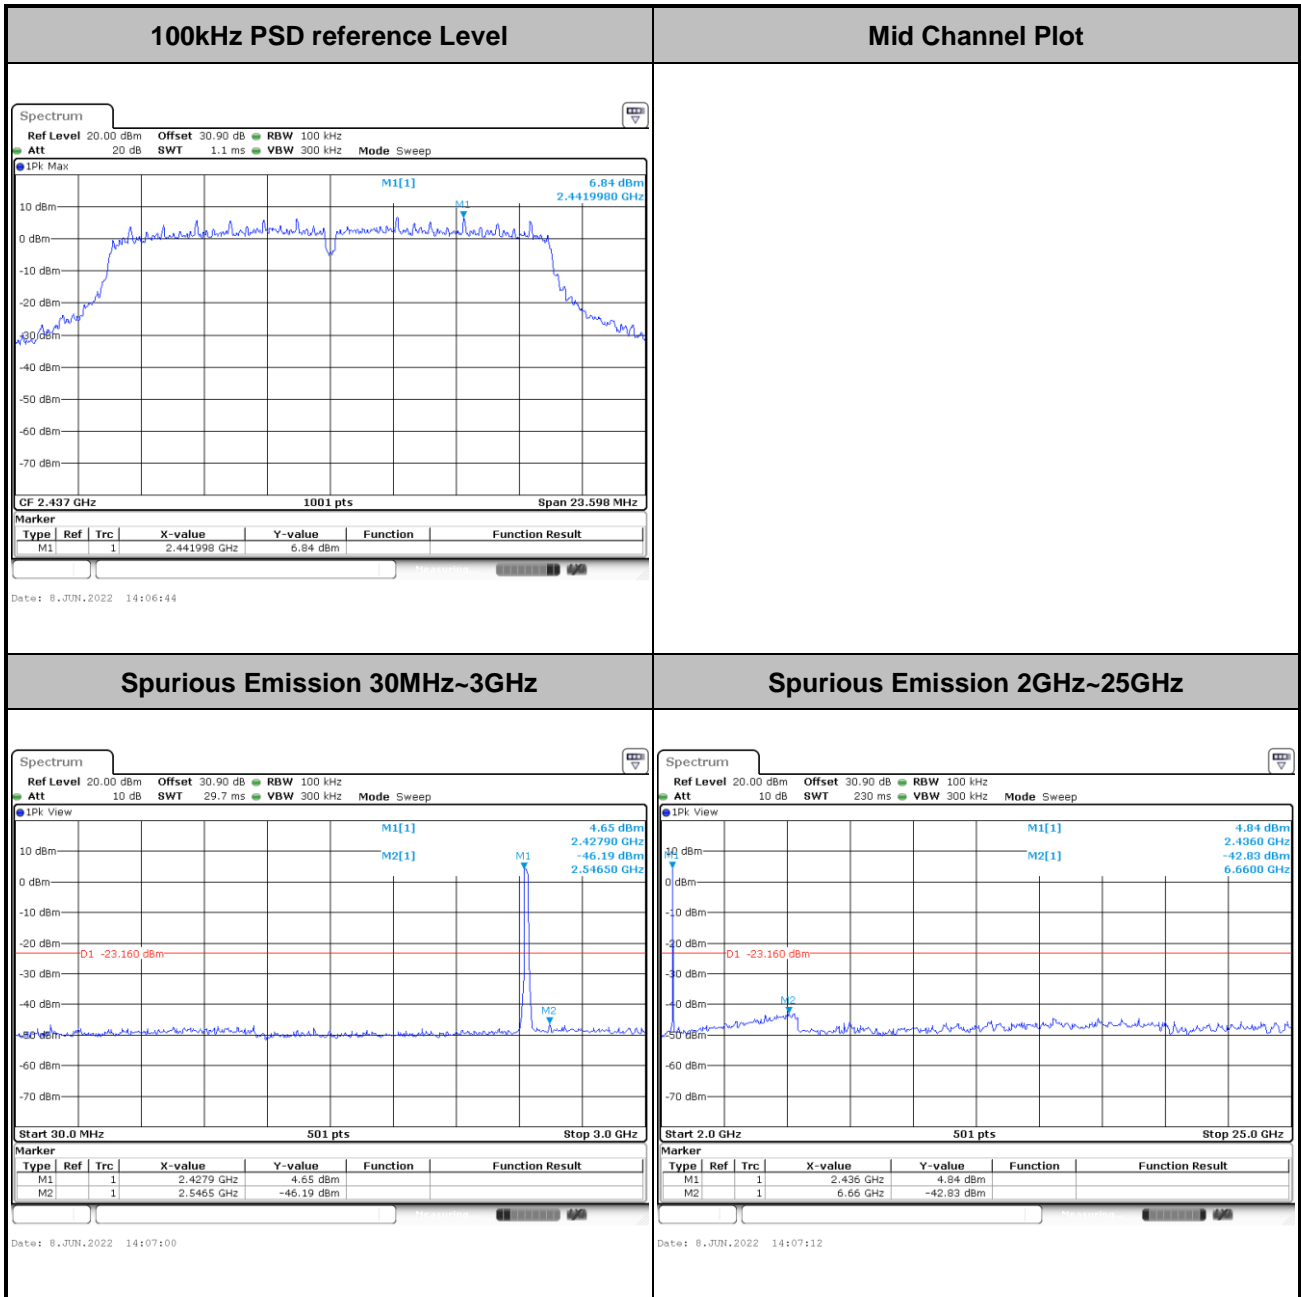 100kHz PSD reference Level
Mid Channel Plot
Spectrum
Ref Level 20.00 dBm Offset 30.90 dB RBW 100 kHz
Att 20 dB SWT 1.1 ms VBW 300 kHz Mode Sweep
1Pk Max
M1[1] 6.84 dBm
2.4419980 GHz
M1
10 dBm
0 dBm
-10 dBm
-20 dBm
-30 dBm
-40 dBm
-50 dBm
-60 dBm
-70 dBm
CF 2.437 GHz 1001 pts Span 23.598 MHz
Marker
Type Ref Trc X-value Y-value Function Function Result
M1 1 2.441998 GHz 6.84 dBm
Measuring...
Date: 8.JUN.2022 14:06:44
Spurious Emission 30MHz~3GHz
Spurious Emission 2GHz~25GHz
Spectrum
Ref Level 20.00 dBm Offset 30.90 dB RBW 100 kHz
Att 10 dB SWT 29.7 ms VBW 300 kHz Mode Sweep
1Pk View
M1[1] 4.65 dBm
2.42790 GHz
M2[1] -46.19 dBm
2.54650 GHz
M1
10 dBm
0 dBm
-10 dBm
-20 dBm
D1 -23.160 dBm
-30 dBm
-40 dBm
M2
-50 dBm
-60 dBm
-70 dBm
Start 30.0 MHz 501 pts Stop 3.0 GHz
Marker
Type Ref Trc X-value Y-value Function Function Result
M1 1 2.4279 GHz 4.65 dBm
M2 1 2.5465 GHz -46.19 dBm
Measuring...
Date: 8.JUN.2022 14:07:00
Spectrum
Ref Level 20.00 dBm Offset 30.90 dB RBW 100 kHz
Att 10 dB SWT 230 ms VBW 300 kHz Mode Sweep
1Pk View
M1[1] 4.84 dBm
2.4360 GHz
M2[1] -42.83 dBm
6.6600 GHz
10 dBm
M1
0 dBm
-10 dBm
-20 dBm
D1 -23.160 dBm
-30 dBm
-40 dBm
M2
-50 dBm
-60 dBm
-70 dBm
Start 2.0 GHz 501 pts Stop 25.0 GHz
Marker
Type Ref Trc X-value Y-value Function Function Result
M1 1 2.436 GHz 4.84 dBm
M2 1 6.66 GHz -42.83 dBm
Measuring...
Date: 8.JUN.2022 14:07:12